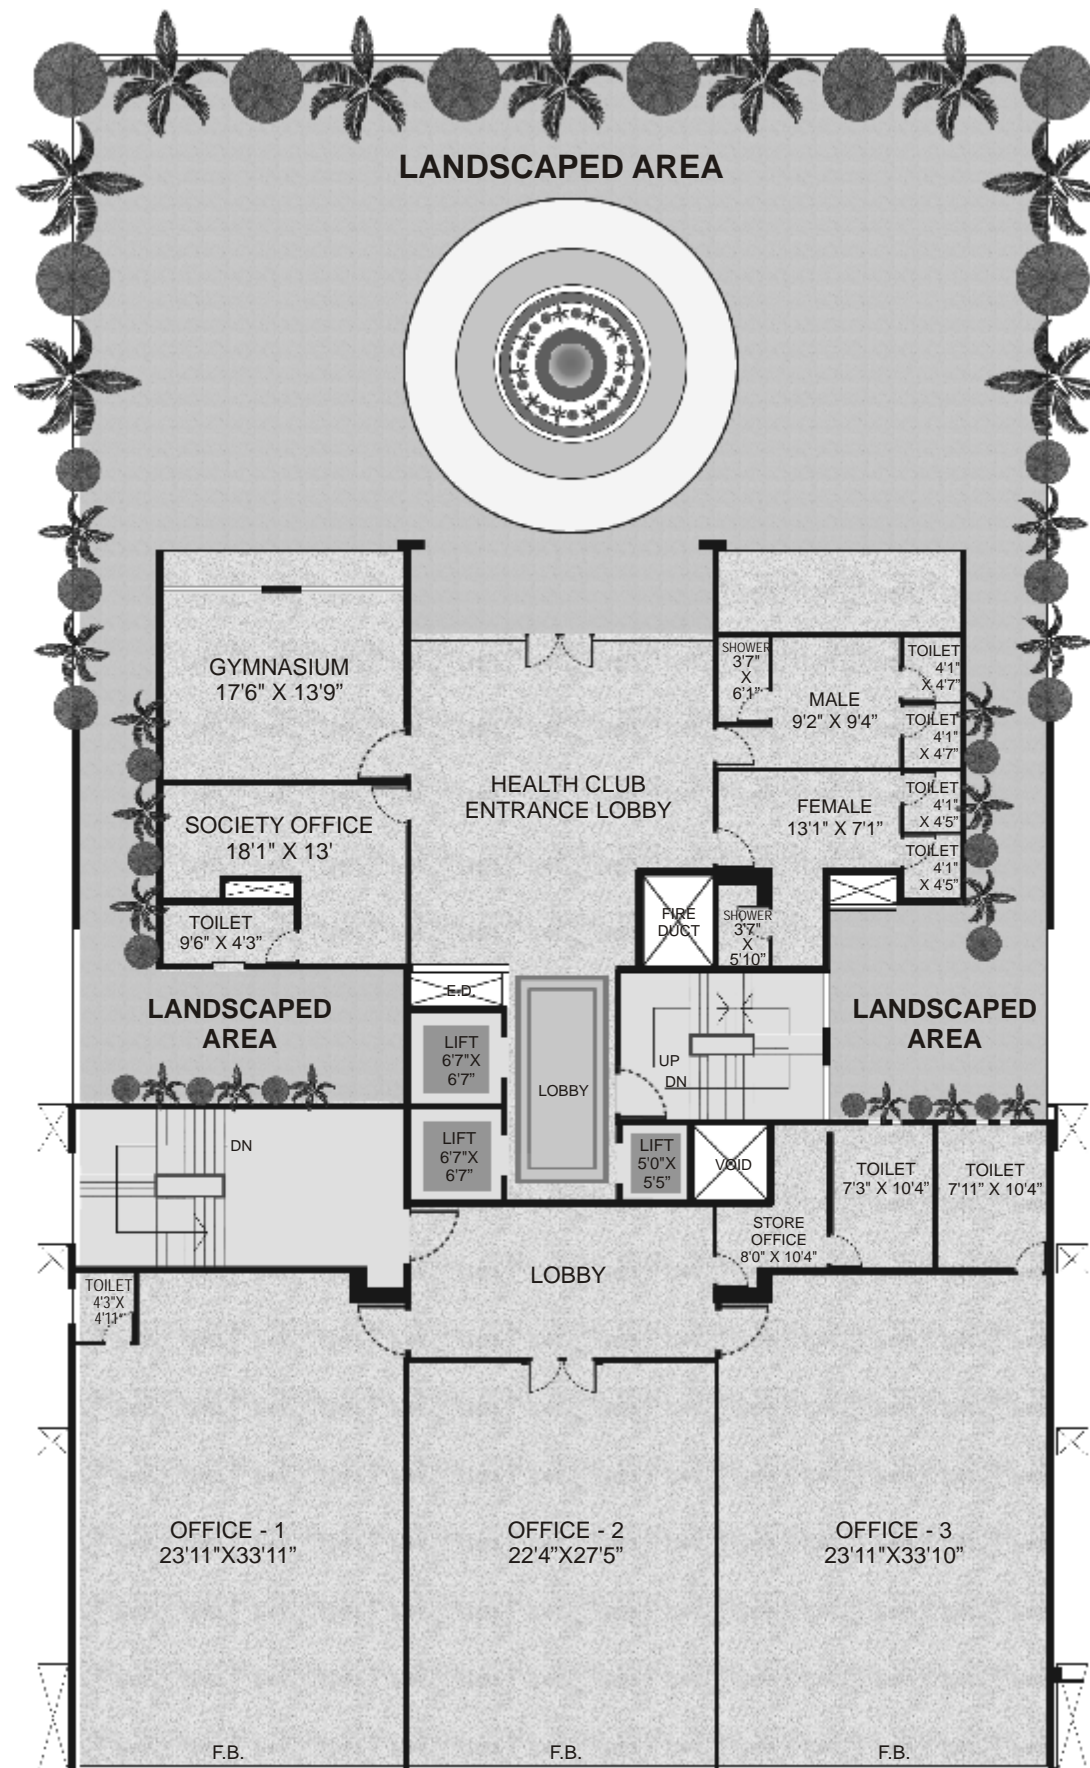 LANDSCAPED AREA
GYMNASIUM
17'6" X 13'9”
SHOWER
3'7"
X
6'1”
MALE
9'2" X 9'4”
TOILET
4'1"
X 4'7”
TOILET
4'1"
X 4'7”
HEALTH CLUB
ENTRANCE LOBBY
SOCIETY OFFICE
18'1" X 13'
FEMALE
13'1" X 7'1”
TOILET
4'1"
X 4'5”
TOILET
4'1"
X 4'5”
TOILET
9'6" X 4'3”
FIRE
DUCT
SHOWER
3'7"
X
5'10”
LANDSCAPED
AREA
E.D.
LIFT
6'7"X
6'7”
LOBBY
UP
DN
LANDSCAPED
AREA
DN
LIFT
6'7"X
6'7”
LIFT
5'0"X
5'5”
VOID
TOILET
7'3" X 10'4”
TOILET
7'11” X 10'4”
STORE
OFFICE
8'0" X 10'4”
TOILET
4'3"X
4'11”
LOBBY
OFFICE - 1
23'11"X33'11”
OFFICE - 2
22'4”X27'5”
OFFICE - 3
23'11"X33'10”
F.B.
F.B.
F.B.